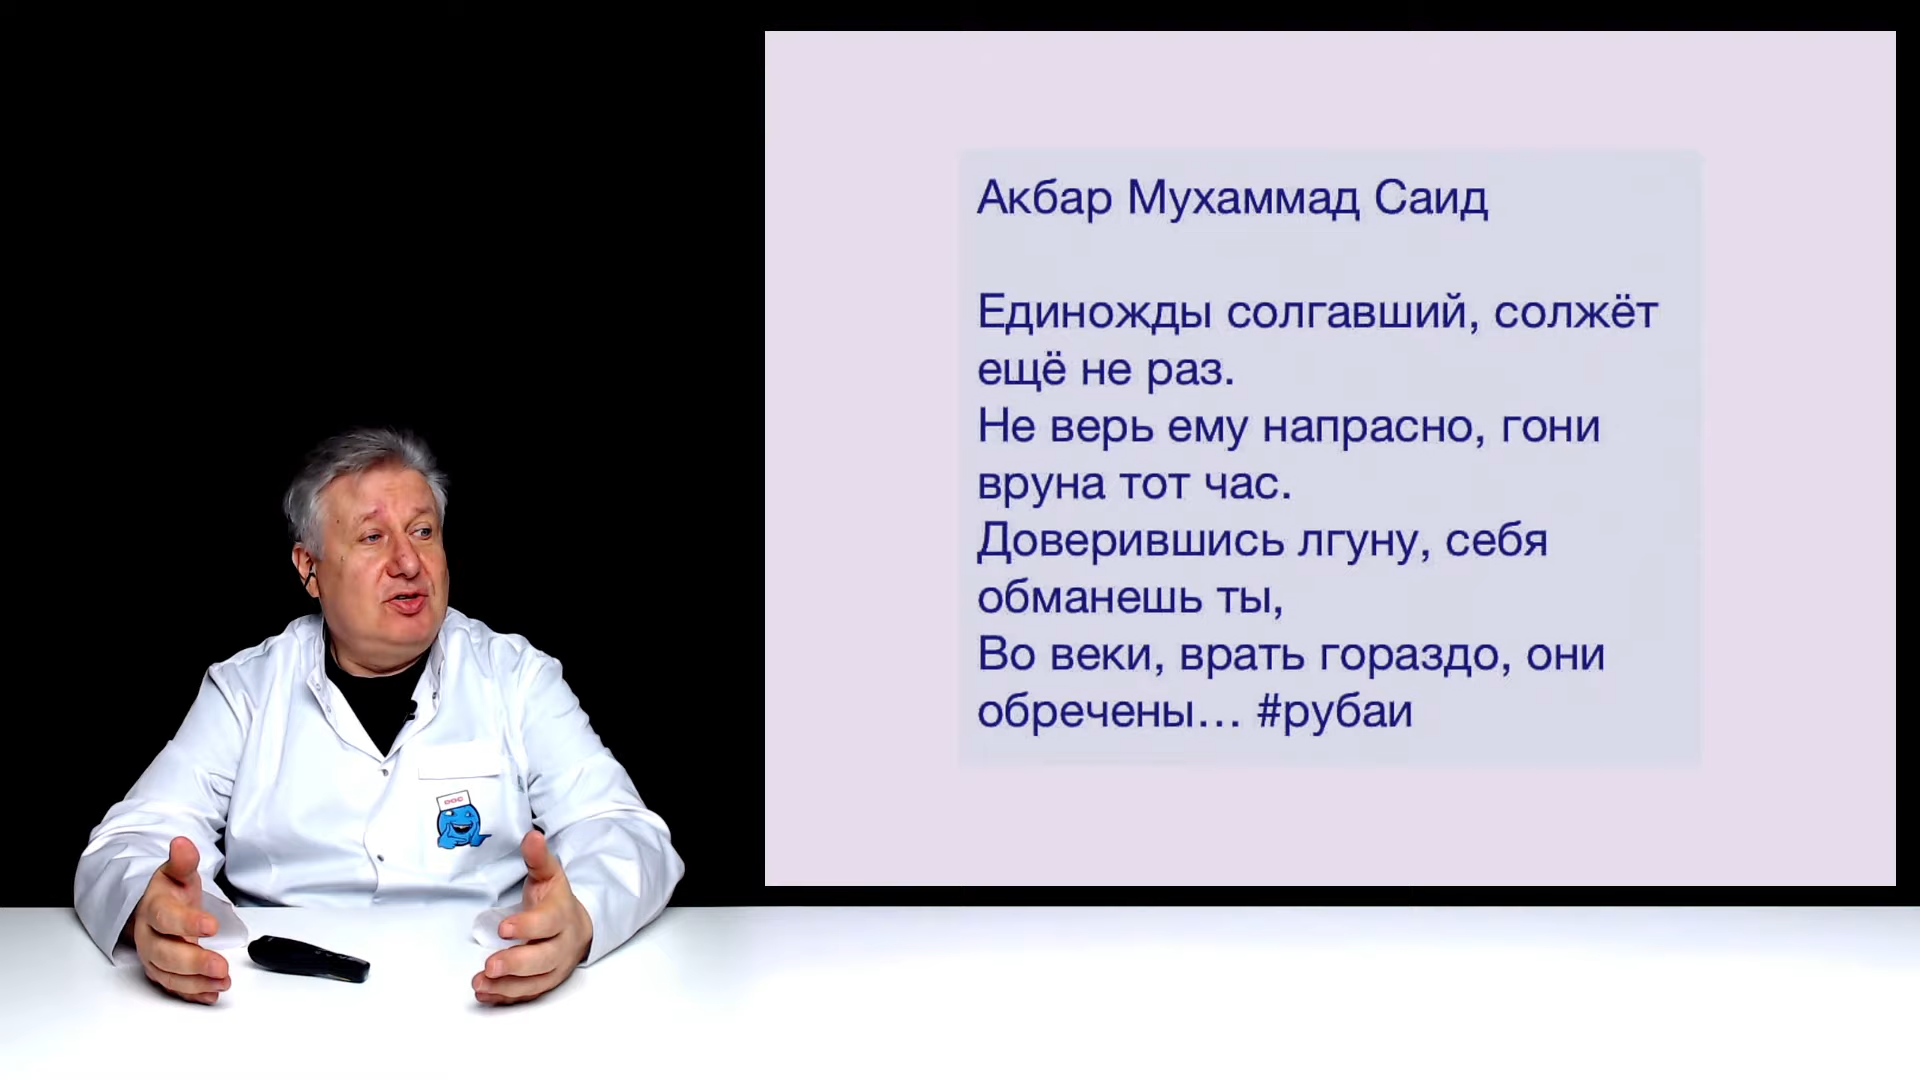 Акбар Мухаммад Саид
Единожды солгавший, солжёт
ещё не раз.
Не верь ему напрасно, гони
вруна тот час.
Доверившись лгуну, себя
обманешь ты,
Во веки, врать гораздо, они
обречены... #рубаи
DOC